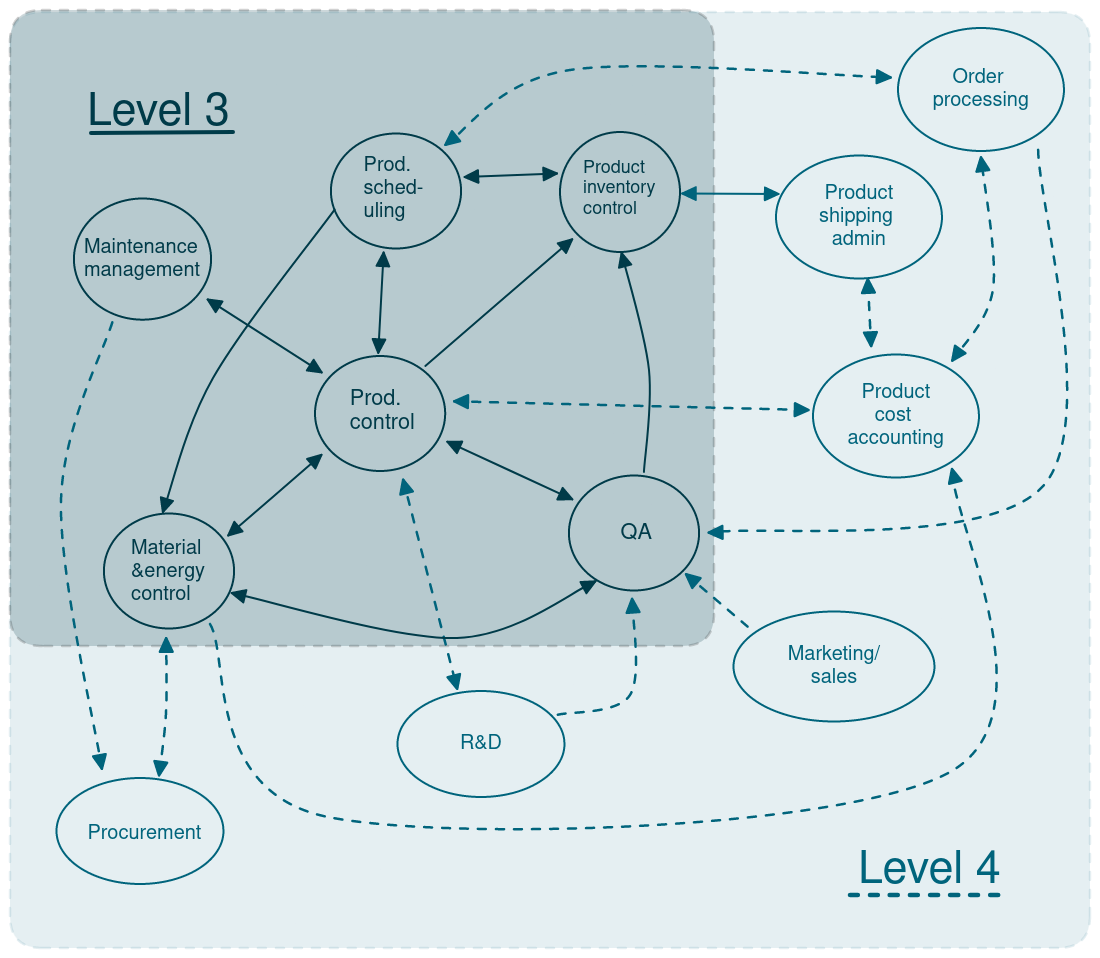 Level 3
Order
processing
Prod.
sched-
uling
Product
inventory
control
Product
shipping
admin
Maintenance
management
Prod.
control
Product
cost
accounting
QA
Material
&energy
control
Marketing/
sales
R&D
Procurement
Level 4